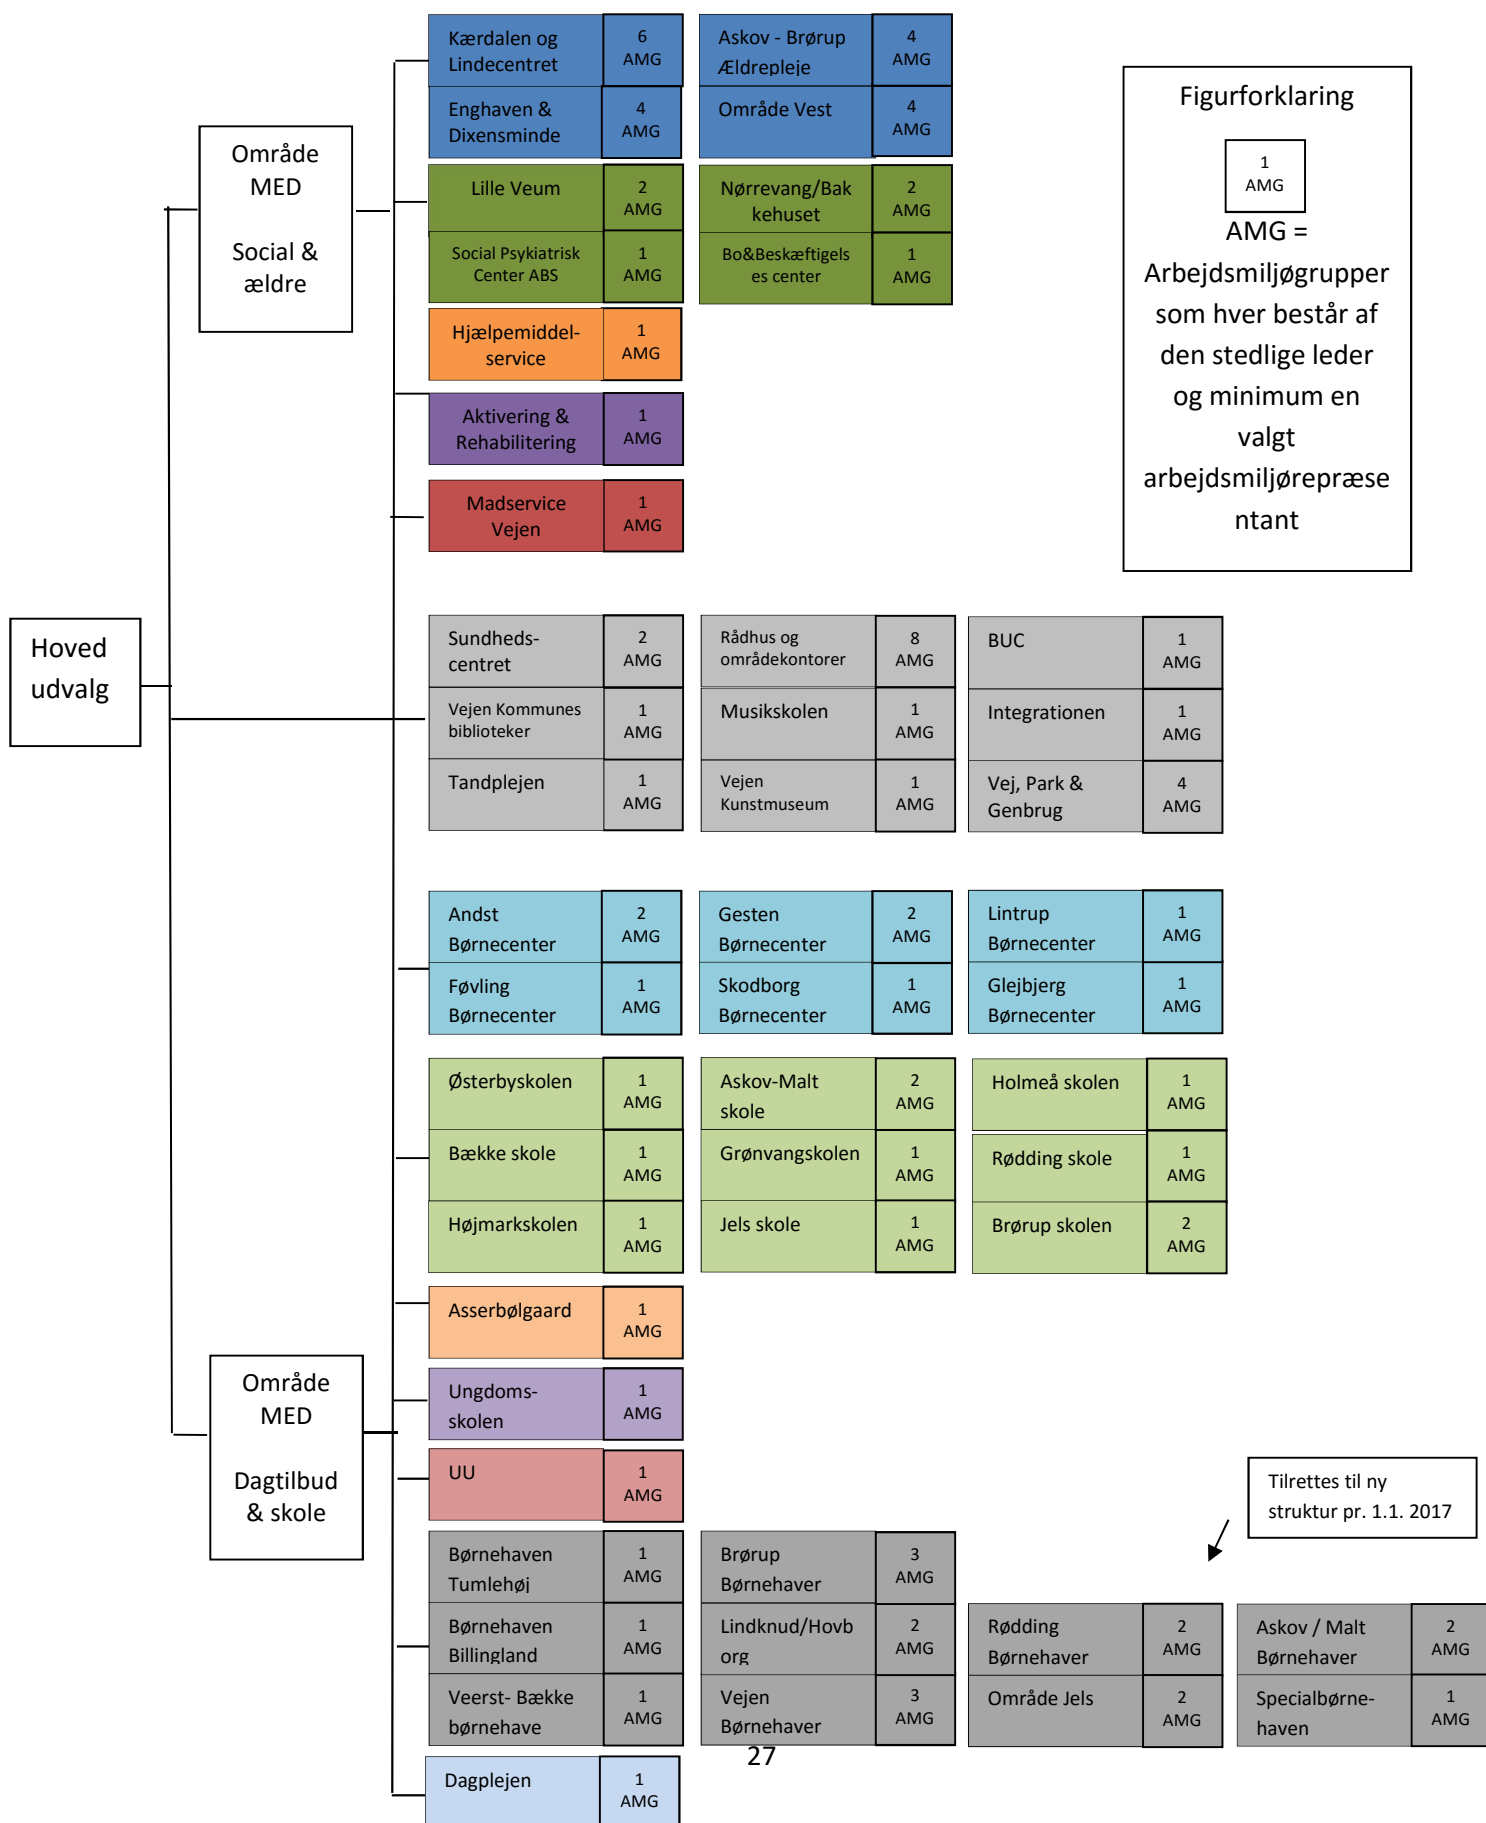 Kærdalen og
Lindecentret
6
AMG
Askov - Brørup
Ældrepleje
4
AMG
Enghaven &
Dixensminde
4
AMG
Område Vest
4
AMG
Figurforklaring
1
AMG
AMG =
Arbejdsmiljøgrupper
som hver består af
den stedlige leder
og minimum en
valgt
arbejdsmiljørepræse
ntant
Område
MED
Social &
ældre
Lille Veum
2
AMG
Nørrevang/Bak
kehuset
2
AMG
Social Psykiatrisk
Center ABS
1
AMG
Bo&Beskæftigels
es center
1
AMG
Hjælpemiddel-
service
1
AMG
Aktivering &
Rehabilitering
1
AMG
Madservice
Vejen
1
AMG
Hoved
udvalg
Sundheds-
centret
2
AMG
Rådhus og
områdekontorer
8
AMG
BUC
1
AMG
Vejen Kommunes
biblioteker
1
AMG
Musikskolen
1
AMG
Integrationen
1
AMG
Tandplejen
1
AMG
Vejen
Kunstmuseum
1
AMG
Vej, Park &
Genbrug
4
AMG
Andst
Børnecenter
2
AMG
Gesten
Børnecenter
2
AMG
Lintrup
Børnecenter
1
AMG
Føvling
Børnecenter
1
AMG
Skodborg
Børnecenter
1
AMG
Glejbjerg
Børnecenter
1
AMG
Østerbyskolen
1
AMG
Askov-Malt
skole
2
AMG
Holmeå skolen
1
AMG
Bække skole
1
AMG
Grønvangskolen
1
AMG
Rødding skole
1
AMG
Højmarkskolen
1
AMG
Jels skole
1
AMG
Brørup skolen
2
AMG
Asserbølgaard
1
AMG
Område
MED
Dagtilbud
& skole
Ungdoms-
skolen
1
AMG
UU
1
AMG
Tilrettes til ny
struktur pr. 1.1. 2017
Børnehaven
Tumlehøj
1
AMG
Brørup
Børnehaver
3
AMG
Børnehaven
Billingland
1
AMG
Lindknud/Hovb
org
2
AMG
Rødding
Børnehaver
2
AMG
Askov / Malt
Børnehaver
2
AMG
Veerst- Bække
børnehave
1
AMG
Vejen
Børnehaver
3
AMG
Område Jels
2
AMG
Specialbørne-
haven
1
AMG
27
Dagplejen
1
AMG